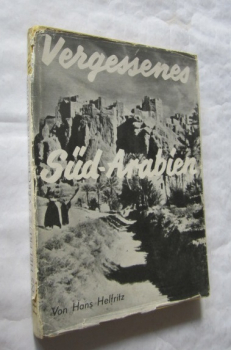 Vergessenes
Süd-Arabien
Von Hans Helfritz